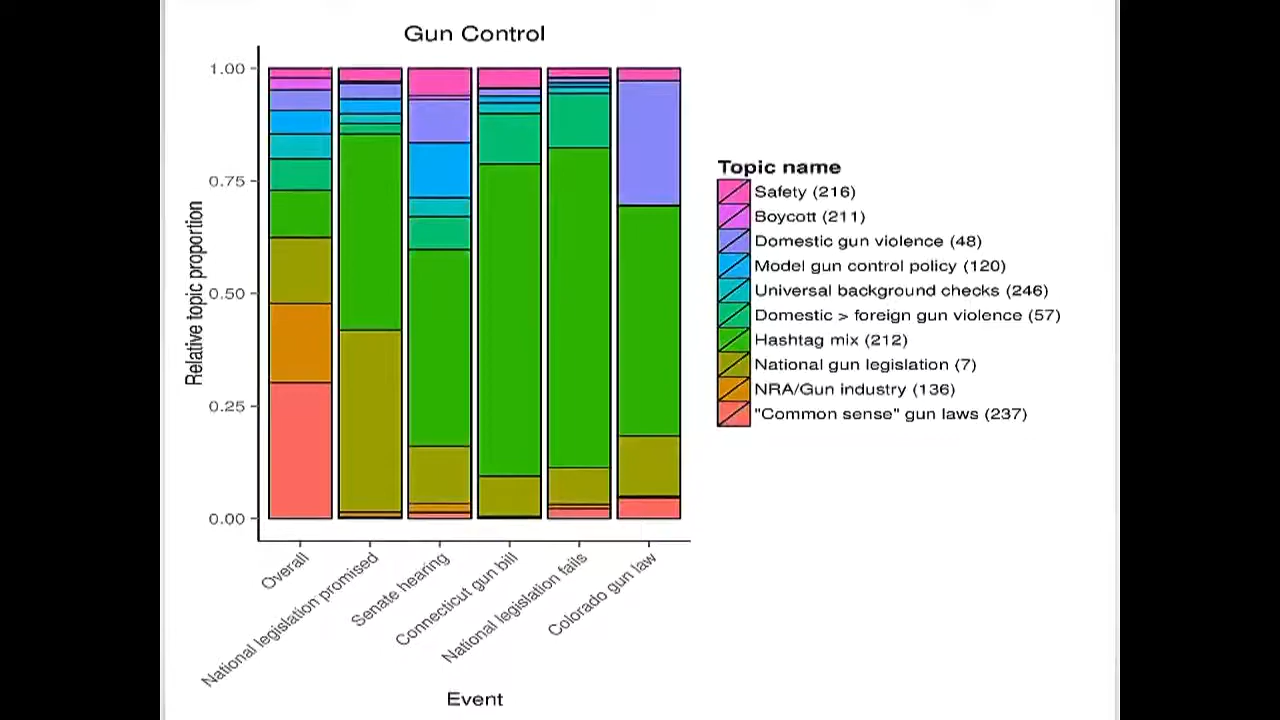 Gun Control
1.00
0.75
0.50
0.25
0.00
Relative topic proportion
Overall
National legislation promised
Senate hearing
Connecticut gun bill
National legislation fails
Colorado gun law
Event
Topic name
Safety (216)
Boycott (211)
Domestic gun violence (48)
Model gun control policy (120)
Universal background checks (246)
Domestic > foreign gun violence (57)
Hashtag mix (212)
National gun legislation (7)
NRA/Gun industry (136)
"Common sense" gun laws (237)